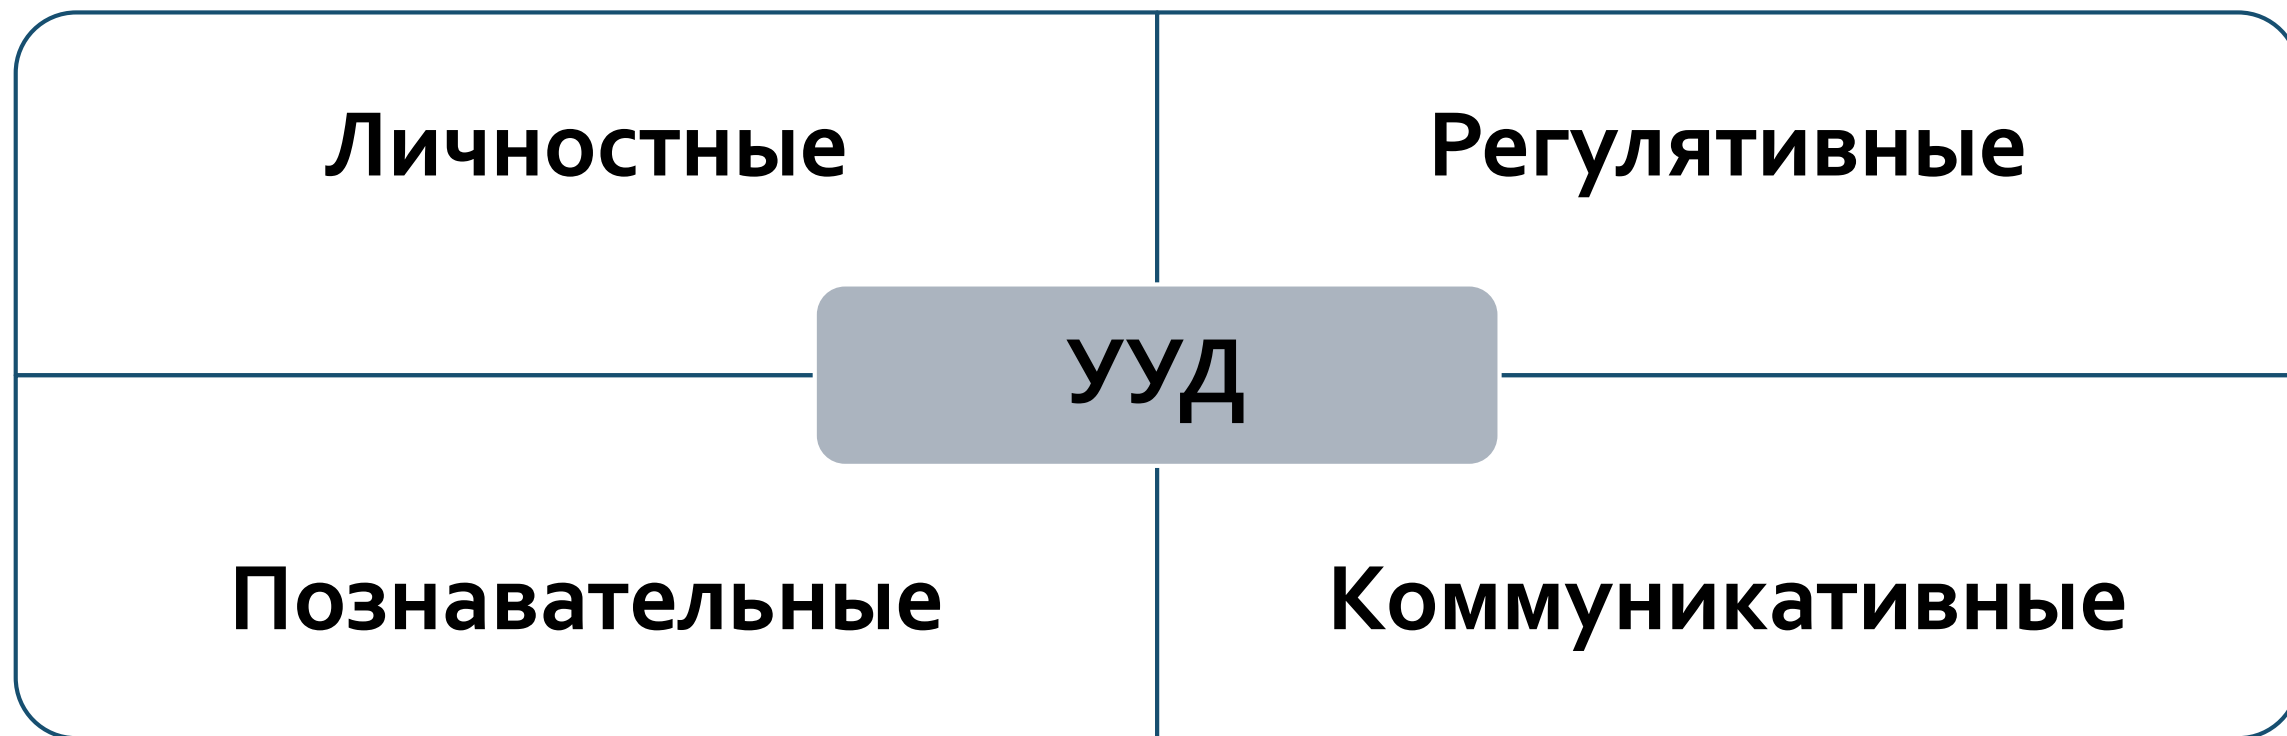 Личностные
Регулятивные
УУД
Познавательные
Коммуникативные